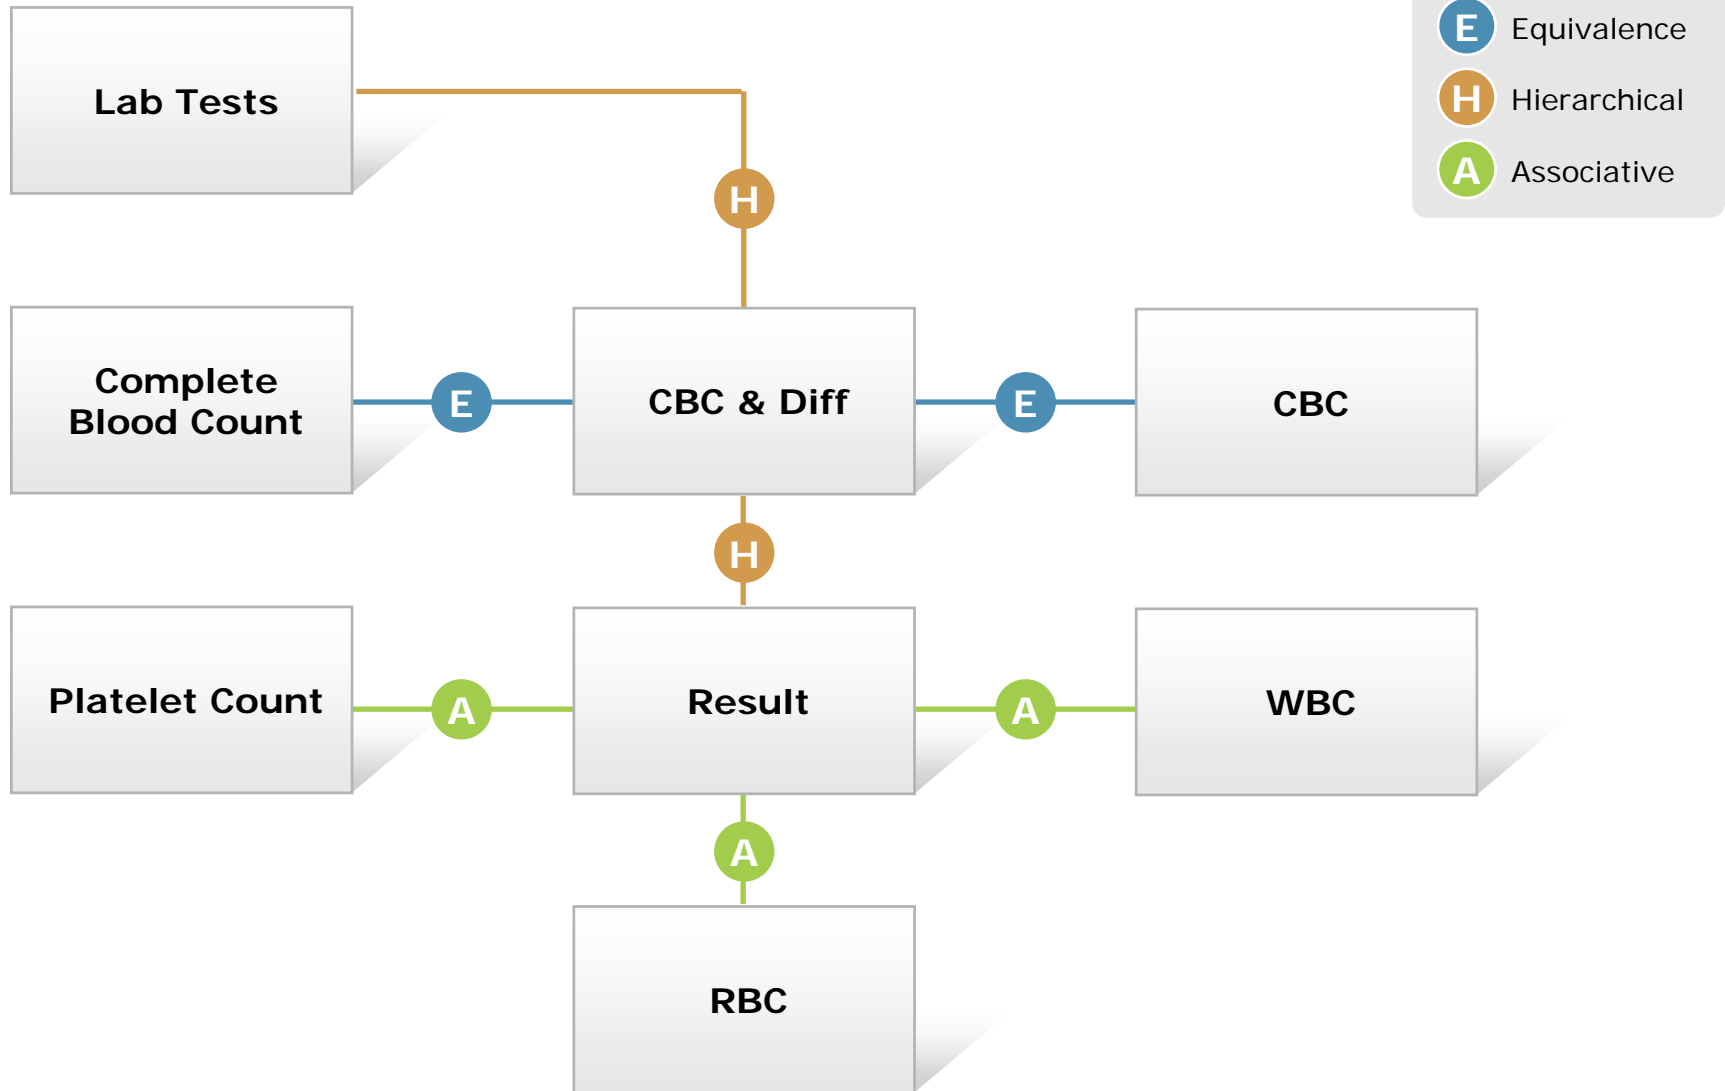 E Equivalence
H Hierarchical
A Associative
Lab Tests
H
Complete
Blood Count
E
CBC & Diff
E
CBC
H
Platelet Count
A
Result
A
WBC
A
RBC